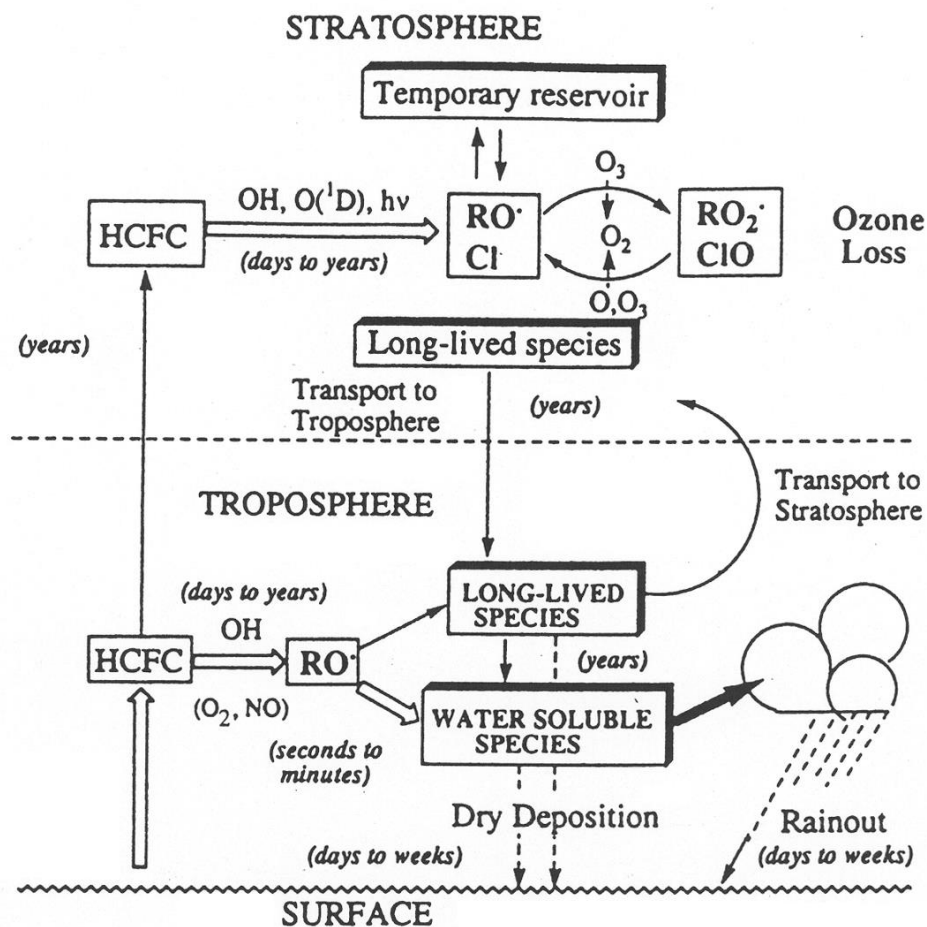 STRATOSPHERE
Temporary reservoir
OH, O(¹D), hν
(days to years)
HCFC
RO·
Cl·
O₃
O₂
O,O₃
RO₂·
ClO
Ozone
Loss
(years)
Long-lived species
Transport to
Troposphere
(years)
TROPOSPHERE
Transport to
Stratosphere
(days to years)
OH
HCFC
(O₂, NO)
RO·
LONG-LIVED
SPECIES
(years)
WATER SOLUBLE
SPECIES
(seconds to
minutes)
Dry Deposition
(days to weeks)
Rainout
(days to weeks)
SURFACE